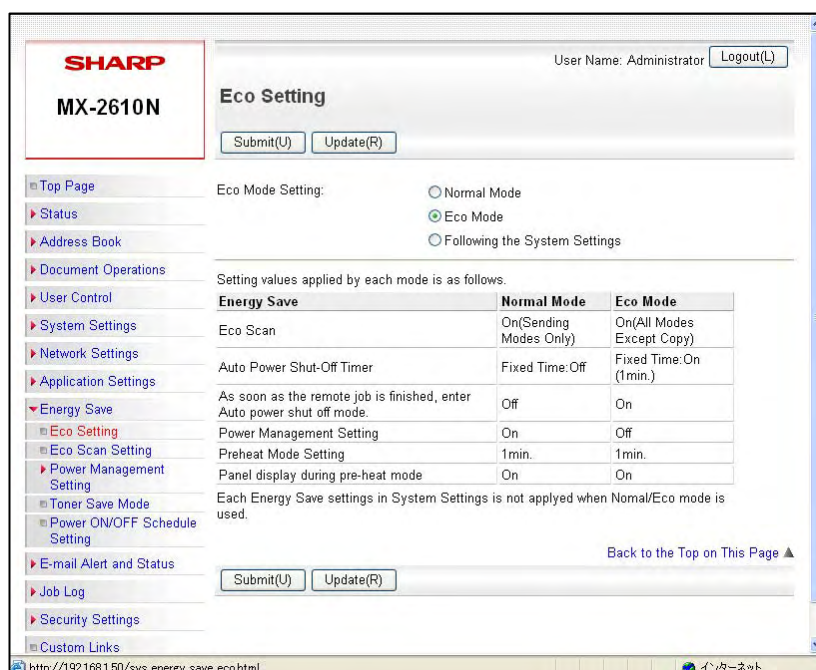 SHARP
MX-2610N
User Name: Administrator
Logout(L)
Eco Setting
Submit(U)
Update(R)
Top Page
Status
Address Book
Document Operations
User Control
System Settings
Network Settings
Application Settings
Energy Save
Eco Setting
Eco Scan Setting
Power Management
Setting
Toner Save Mode
Power ON/OFF Schedule
Setting
E-mail Alert and Status
Job Log
Security Settings
Custom Links
Eco Mode Setting:
Normal Mode
Eco Mode
Following the System Settings
Setting values applied by each mode is as follows.
Energy Save Normal Mode Eco Mode
Eco Scan On(Sending Modes Only) On(All Modes Except Copy)
Auto Power Shut-Off Timer Fixed Time:Off Fixed Time:On (1min.)
As soon as the remote job is finished, enter Auto power shut off mode. Off On
Power Management Setting On Off
Preheat Mode Setting 1min. 1min.
Panel display during pre-heat mode On On
Each Energy Save settings in System Settings is not applyed when Nomal/Eco mode is
used.
Back to the Top on This Page
Submit(U)
Update(R)
インターネット